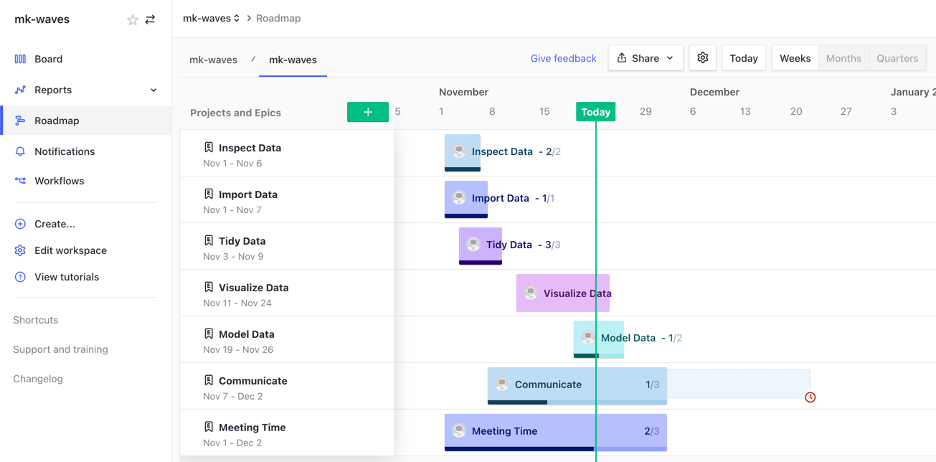 mk-waves
mk-waves > Roadmap
Board
Reports
Roadmap
Notifications
Workflows
Create...
Edit workspace
View tutorials
Shortcuts
Support and training
Changelog
mk-waves / mk-waves
Give feedback Share Today Weeks Months Quarters
November December January 2
Projects and Epics + 5 1 8 15 Today 29 6 13 20 27 3
Inspect Data
Nov 1 - Nov 6
Inspect Data - 2/2
Import Data
Nov 1 - Nov 7
Import Data - 1/1
Tidy Data
Nov 3 - Nov 9
Tidy Data - 3/3
Visualize Data
Nov 11 - Nov 24
Visualize Data
Model Data
Nov 19 - Nov 26
Model Data - 1/2
Communicate
Nov 7 - Dec 2
Communicate 1/3
Meeting Time
Nov 1 - Dec 2
Meeting Time 2/3